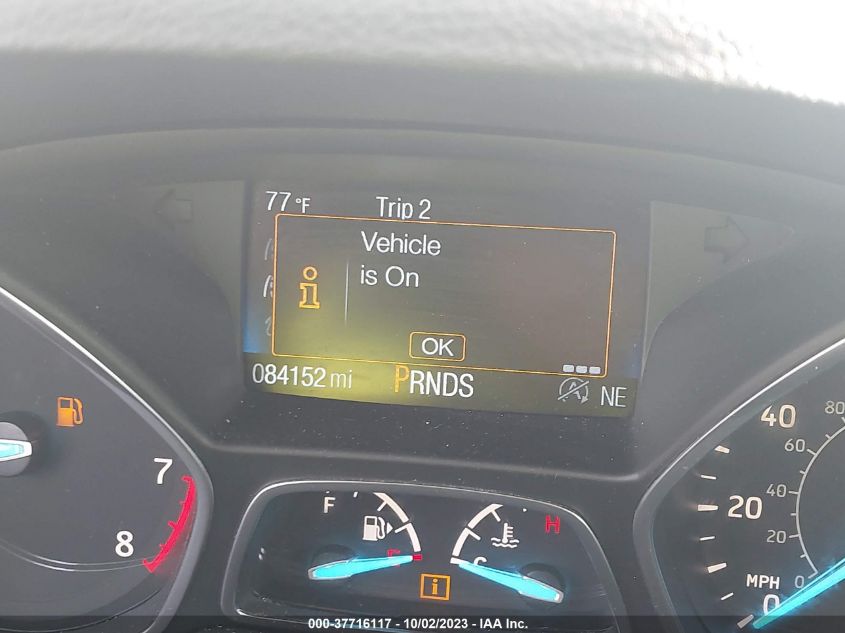 77 °F Trip 2
Vehicle
is On
i
OK
084152 mi PRNDS NE
7
8
F
H
E
C
i
40
20
MPH
0
80
60
40
20
0
000-37716117 - 10/02/2023 - IAA Inc.